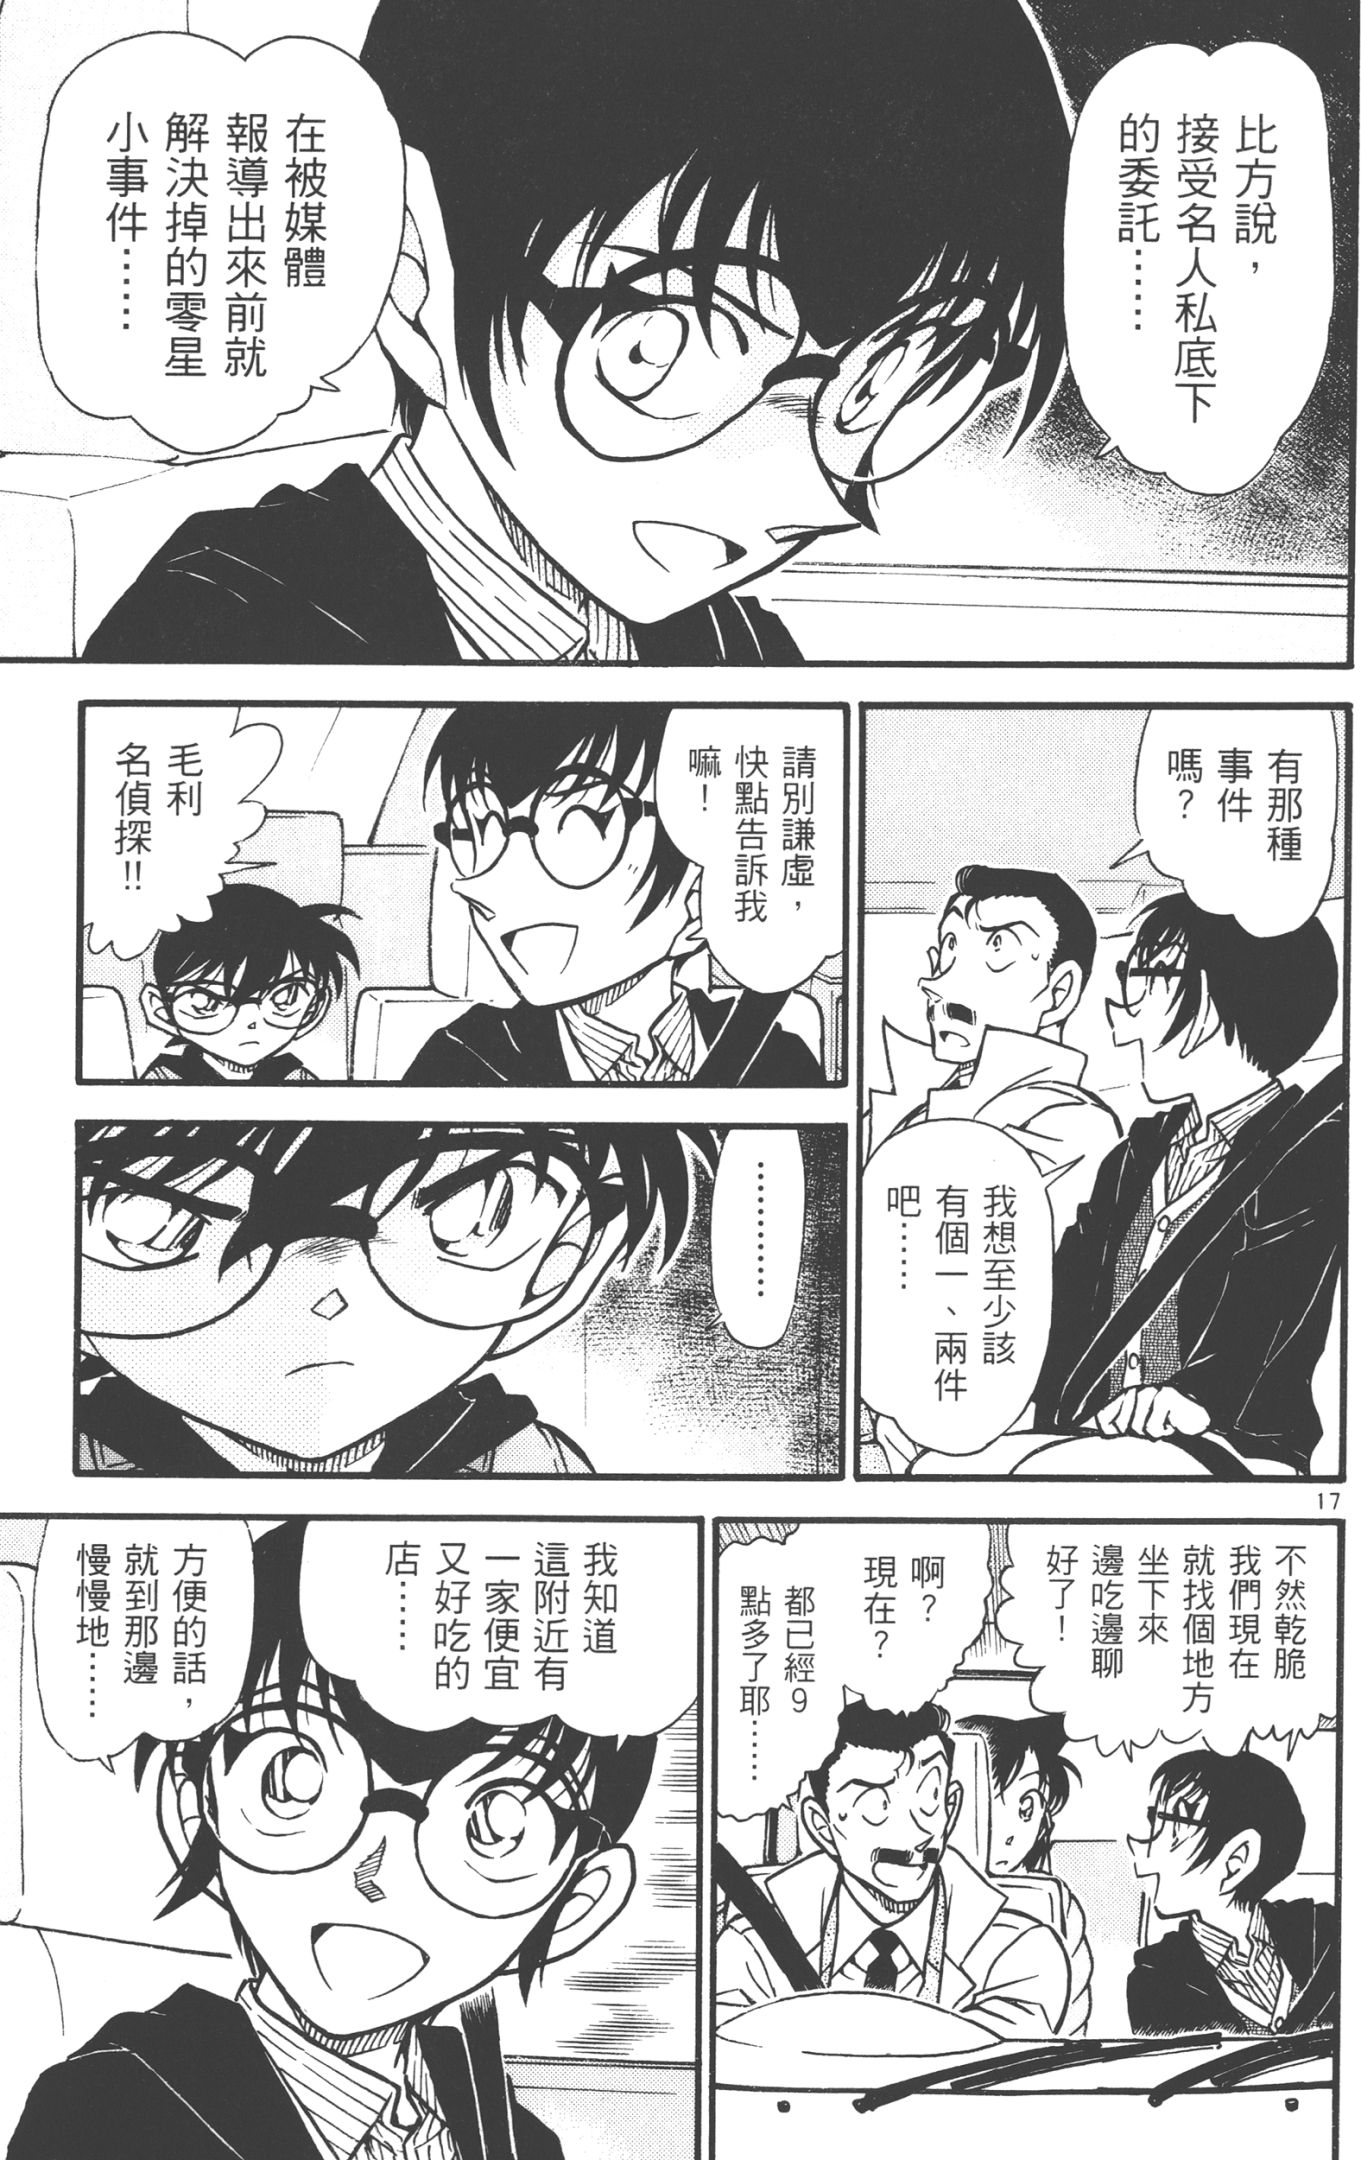 比方說，
接受名人私底下
的委託……
在被媒體
報導出來前就
解決掉的零星
小事件……
有那種
事件
嗎？
我想至少該
有個一、兩件
吧……
請別謙虛，
快點告訴我
嘛！
毛利
名偵探!!
…………
17
不然乾脆
我們現在
就找個地方
坐下來
邊吃邊聊
好了！
啊？
現在？
都已經9
點多了耶……
我知道
這附近有
一家便宜
又好吃的
店……
方便的話，
就到那邊
慢慢地……